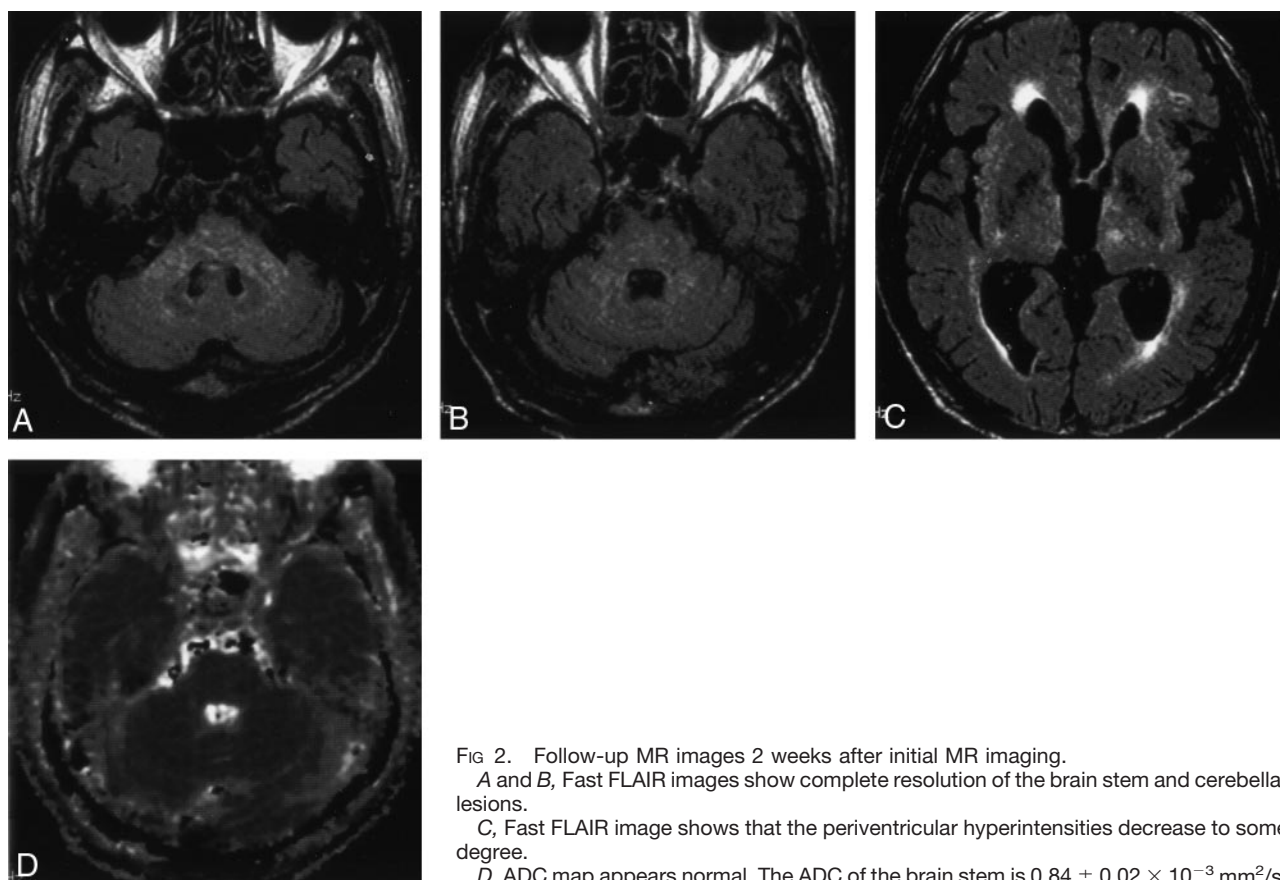 A
B
C
D
FIG 2. Follow-up MR images 2 weeks after initial MR imaging.
A and B, Fast FLAIR images show complete resolution of the brain stem and cerebella
lesions.
C, Fast FLAIR image shows that the periventricular hyperintensities decrease to some
degree.
D, ADC map appears normal. The ADC of the brain stem is 0.84 ± 0.02 × 10⁻³ mm²/s